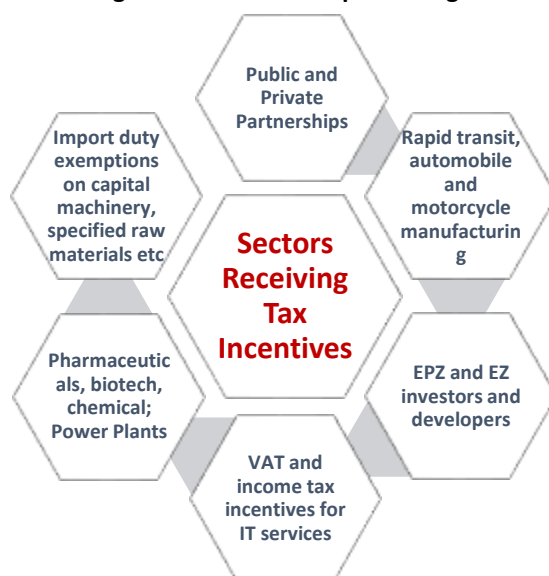 Public and
Private
Partnerships
Rapid transit,
automobile
and
motorcycle
manufacturin
g
EPZ and EZ
investors and
developers
VAT and
income tax
incentives for
IT services
Pharmaceutic
als, biotech,
chemical;
Power Plants
Import duty
exemptions
on capital
machinery,
specified raw
materials etc
Sectors
Receiving
Tax
Incentives